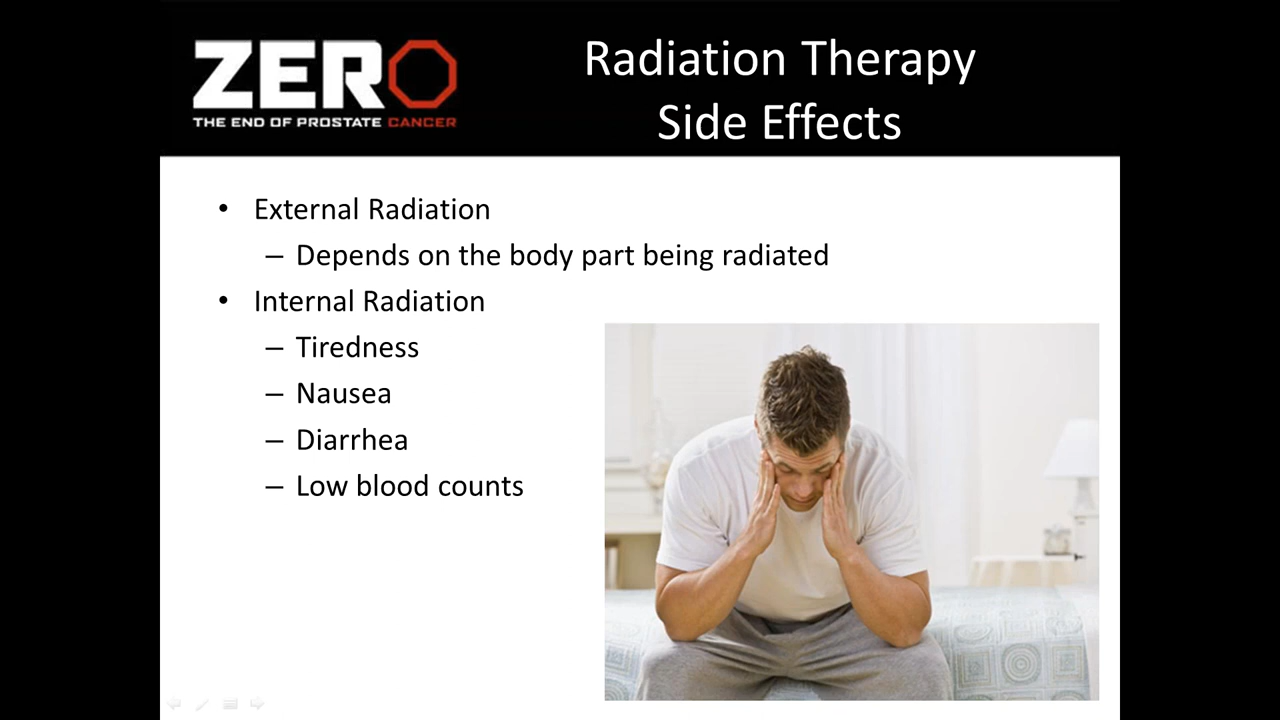 ZERO
THE END OF PROSTATE CANCER
Radiation Therapy
Side Effects
• External Radiation
– Depends on the body part being radiated
• Internal Radiation
– Tiredness
– Nausea
– Diarrhea
– Low blood counts